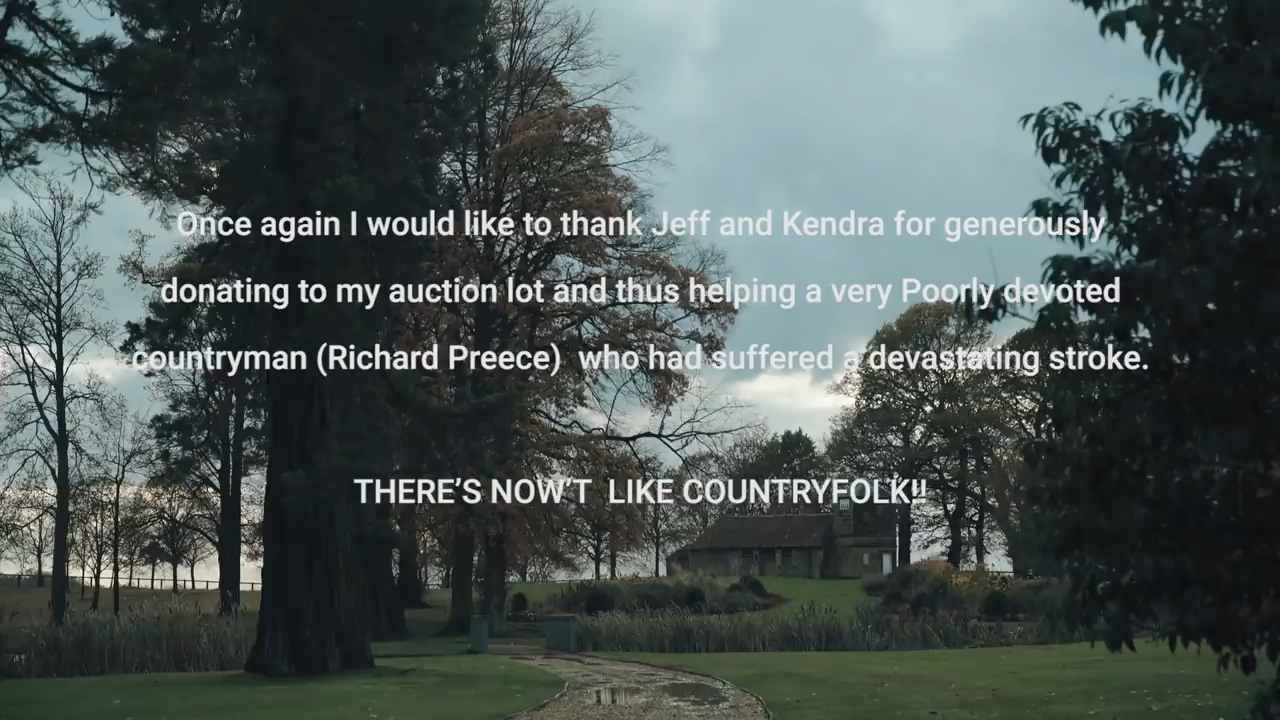 Once again I would like to thank Jeff and Kendra for generously
donating to my auction lot and thus helping a very Poorly devoted
countryman (Richard Preece)  who had suffered a devastating stroke.
THERE’S NOW’T  LIKE COUNTRYFOLK!!